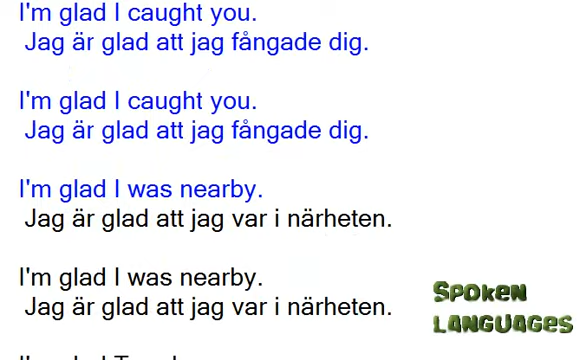 I'm glad I caught you.
Jag är glad att jag fångade dig.
I'm glad I caught you.
Jag är glad att jag fångade dig.
I'm glad I was nearby.
Jag är glad att jag var i närheten.
I'm glad I was nearby.
Jag är glad att jag var i närheten.
SPOKEN
LANGUAGES